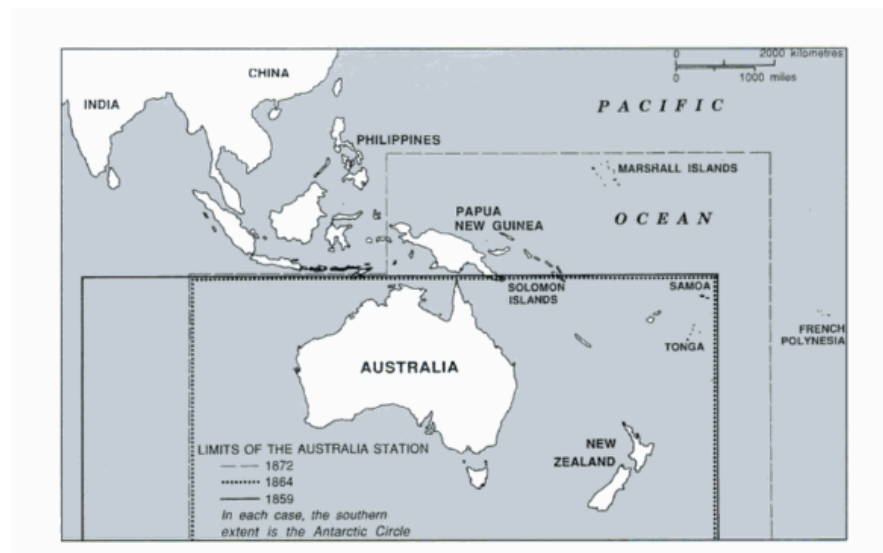 0 2000 kilometres
0 1000 miles
CHINA
INDIA
PACIFIC
PHILIPPINES
MARSHALL ISLANDS
PAPUA
NEW GUINEA
OCEAN
SOLOMON
ISLANDS
SAMOA
FRENCH
POLYNESIA
TONGA
AUSTRALIA
NEW
ZEALAND
LIMITS OF THE AUSTRALIA STATION
1872
1864
1859
In each case, the southern
extent is the Antarctic Circle